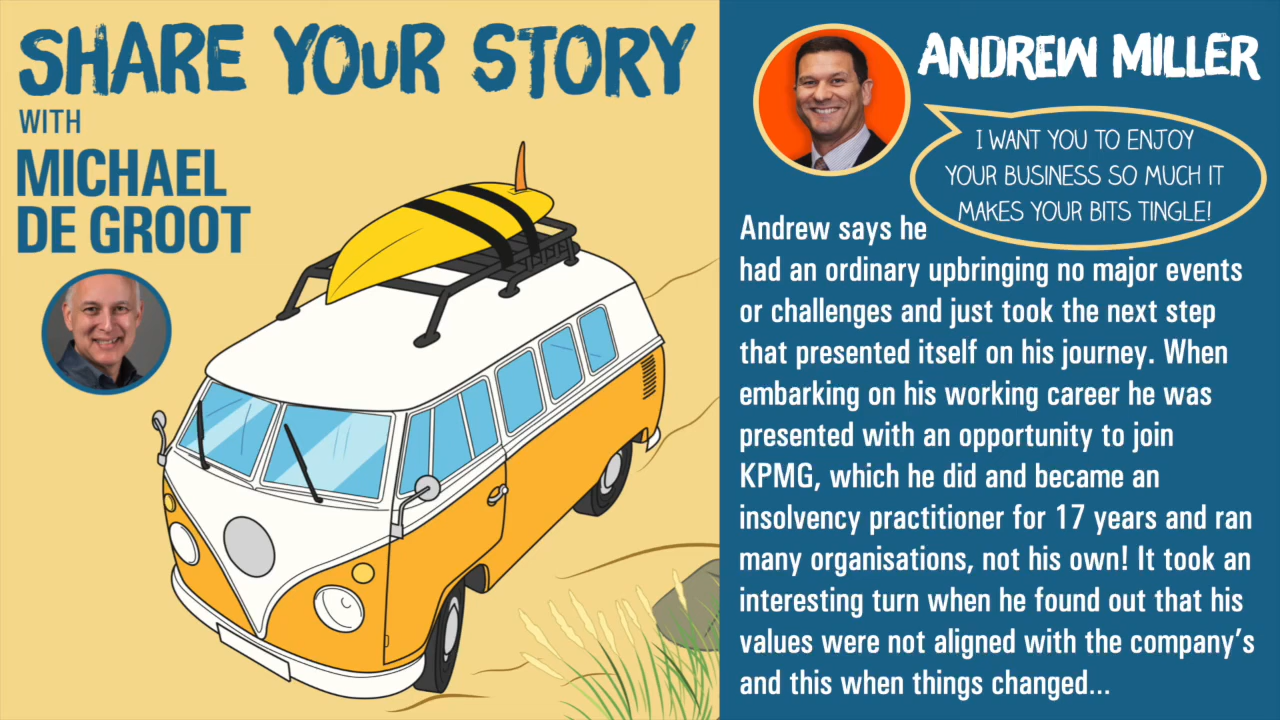 SHARE YOUR STORY
WITH
MICHAEL
DE GROOT
ANDREW MILLER
I WANT YOU TO ENJOY
YOUR BUSINESS SO MUCH IT
MAKES YOUR BITS TINGLE!
Andrew says he
had an ordinary upbringing no major events
or challenges and just took the next step
that presented itself on his journey. When
embarking on his working career he was
presented with an opportunity to join
KPMG, which he did and became an
insolvency practitioner for 17 years and ran
many organisations, not his own! It took an
interesting turn when he found out that his
values were not aligned with the company's
and this when things changed...